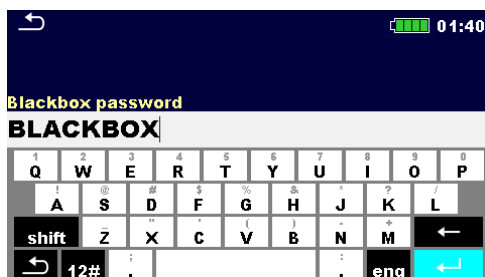 01:40
Blackbox password
BLACKBOX
1 2 3 4 5 6 7 8 9 0
Q W E R T Y U I O P
! @ # $ % & * ? /
A S D F G H J K L
" ' ( ) - +
shift Z X C V B N M ←
; :
12# , . eng